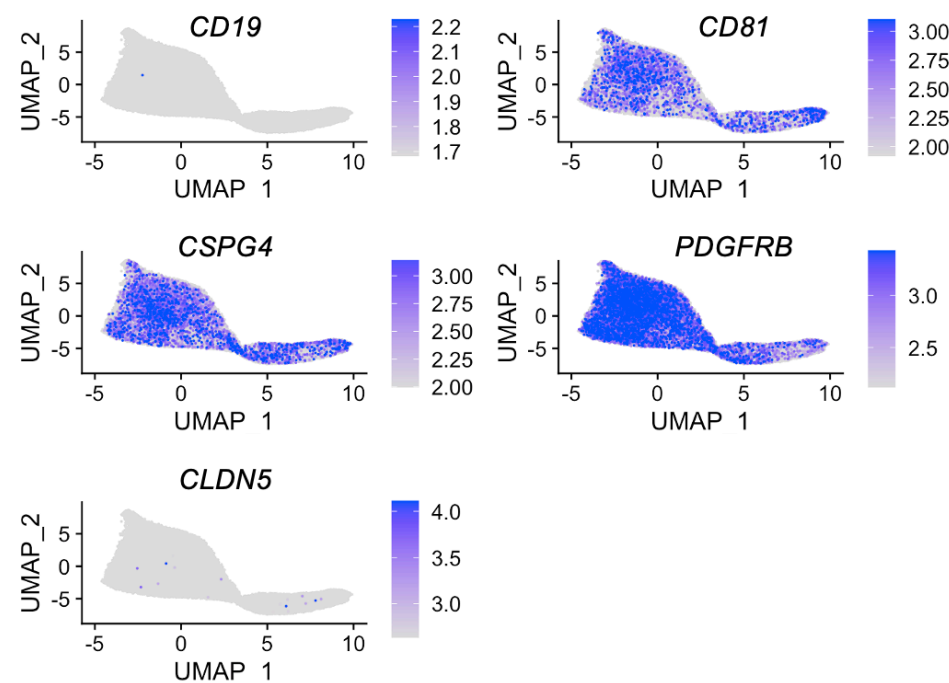 CD19
UMAP_2
5
0
-5
-5 0 5 10
UMAP_1
2.2
2.1
2.0
1.9
1.8
1.7
CD81
UMAP_2
5
0
-5
-5 0 5 10
UMAP_1
3.00
2.75
2.50
2.25
2.00
CSPG4
UMAP_2
5
0
-5
-5 0 5 10
UMAP_1
3.00
2.75
2.50
2.25
2.00
PDGFRB
UMAP_2
5
0
-5
-5 0 5 10
UMAP_1
3.0
2.5
CLDN5
UMAP_2
5
0
-5
-5 0 5 10
UMAP_1
4.0
3.5
3.0